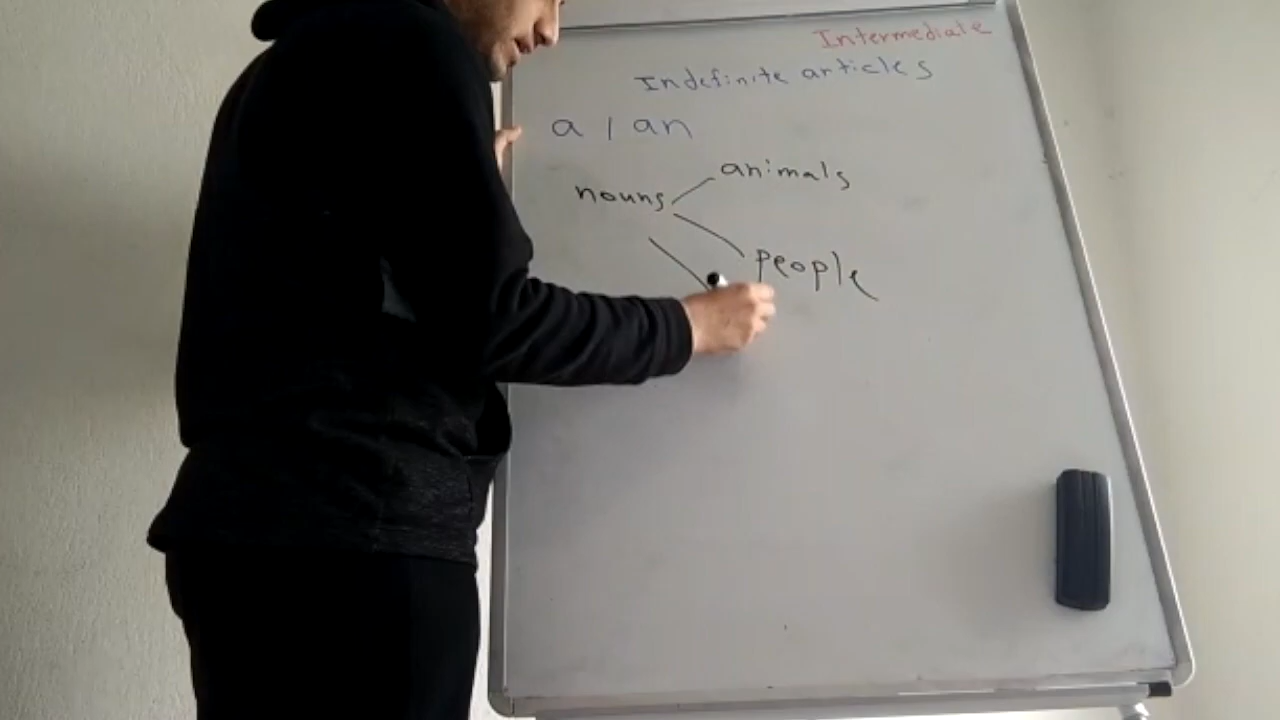 Intermediate
Indefinite articles
a / an
animals
nouns
people